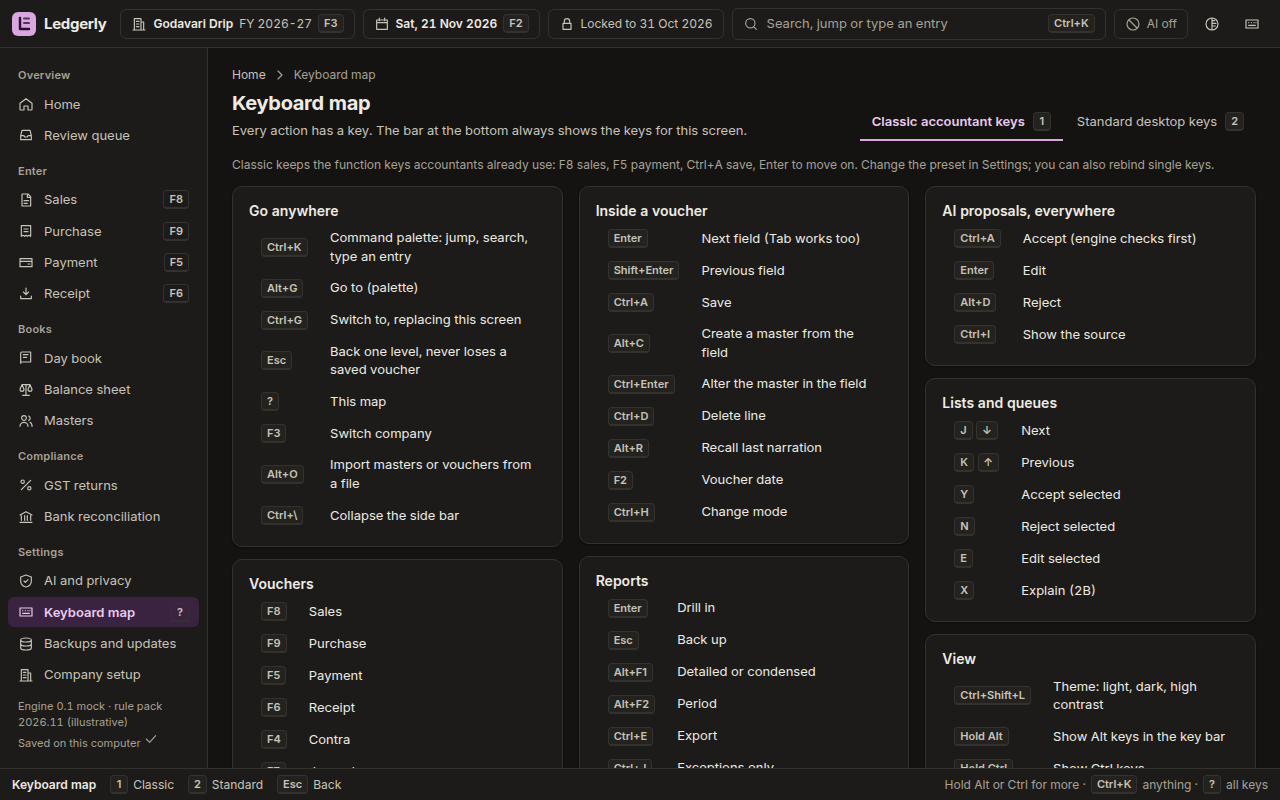 Ledgerly
Godavari Drip FY 2026-27 F3
Sat, 21 Nov 2026 F2
Locked to 31 Oct 2026
Search, jump or type an entry Ctrl+K
AI off
Overview
Home
Review queue
Enter
Sales F8
Purchase F9
Payment F5
Receipt F6
Books
Day book
Balance sheet
Masters
Compliance
GST returns
Bank reconciliation
Settings
AI and privacy
Keyboard map ?
Backups and updates
Company setup
Engine 0.1 mock · rule pack
2026.11 (illustrative)
Saved on this computer
Home > Keyboard map
Keyboard map
Every action has a key. The bar at the bottom always shows the keys for this screen.
Classic accountant keys 1
Standard desktop keys 2
Classic keeps the function keys accountants already use: F8 sales, F5 payment, Ctrl+A save, Enter to move on. Change the preset in Settings; you can also rebind single keys.
Go anywhere
Ctrl+K Command palette: jump, search,
type an entry
Alt+G Go to (palette)
Ctrl+G Switch to, replacing this screen
Esc Back one level, never loses a
saved voucher
? This map
F3 Switch company
Alt+O Import masters or vouchers from
a file
Ctrl+\ Collapse the side bar
Vouchers
F8 Sales
F9 Purchase
F5 Payment
F6 Receipt
F4 Contra
Inside a voucher
Enter Next field (Tab works too)
Shift+Enter Previous field
Ctrl+A Save
Alt+C Create a master from the
field
Ctrl+Enter Alter the master in the field
Ctrl+D Delete line
Alt+R Recall last narration
F2 Voucher date
Ctrl+H Change mode
Reports
Enter Drill in
Esc Back up
Alt+F1 Detailed or condensed
Alt+F2 Period
Ctrl+E Export
Exceptions only
AI proposals, everywhere
Ctrl+A Accept (engine checks first)
Enter Edit
Alt+D Reject
Ctrl+I Show the source
Lists and queues
J ↓ Next
K ↑ Previous
Y Accept selected
N Reject selected
E Edit selected
X Explain (2B)
View
Ctrl+Shift+L Theme: light, dark, high
contrast
Hold Alt Show Alt keys in the key bar
Hold Ctrl Show Ctrl keys
Keyboard map 1 Classic 2 Standard Esc Back
Hold Alt or Ctrl for more · Ctrl+K anything · ? all keys